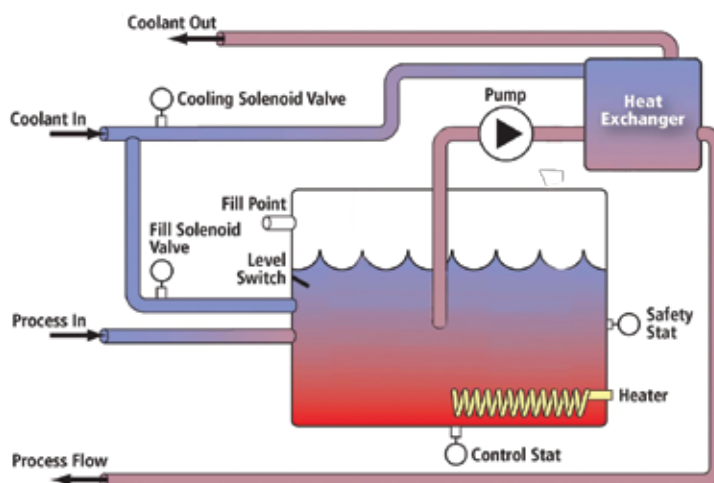 Coolant Out
Cooling Solenoid Valve
Coolant In
Pump
Heat
Exchanger
Fill Point
Fill Solenoid
Valve
Level
Switch
Process In
Safety
Stat
Heater
Control Stat
Process Flow